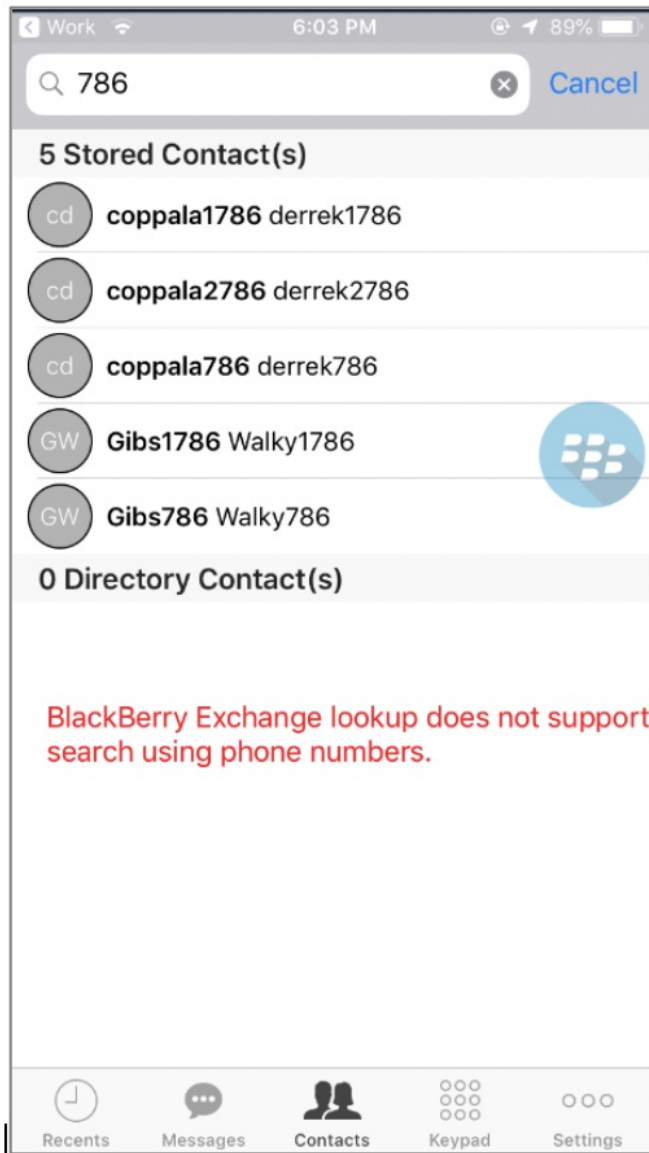 Work 6:03 PM 89%
786 Cancel
5 Stored Contact(s)
cd coppala1786 derrek1786
cd coppala2786 derrek2786
cd coppala786 derrek786
GW Gibs1786 Walky1786
GW Gibs786 Walky786
0 Directory Contact(s)
BlackBerry Exchange lookup does not support
search using phone numbers.
Recents Messages Contacts Keypad Settings